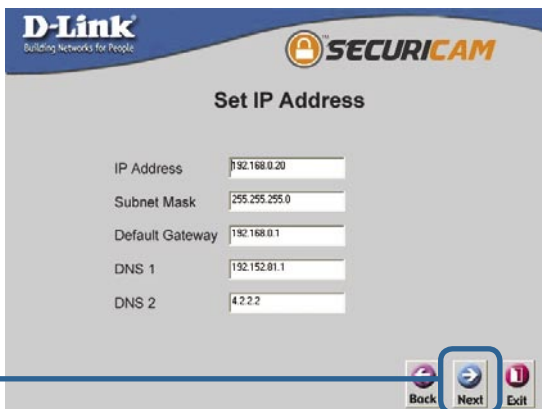 D-Link
Building Networks for People
SECURICAM
Set IP Address
IP Address 192.168.0.20
Subnet Mask 255.255.255.0
Default Gateway 192.168.0.1
DNS 1 192.152.81.1
DNS 2 4.2.2.2
Back Next Exit